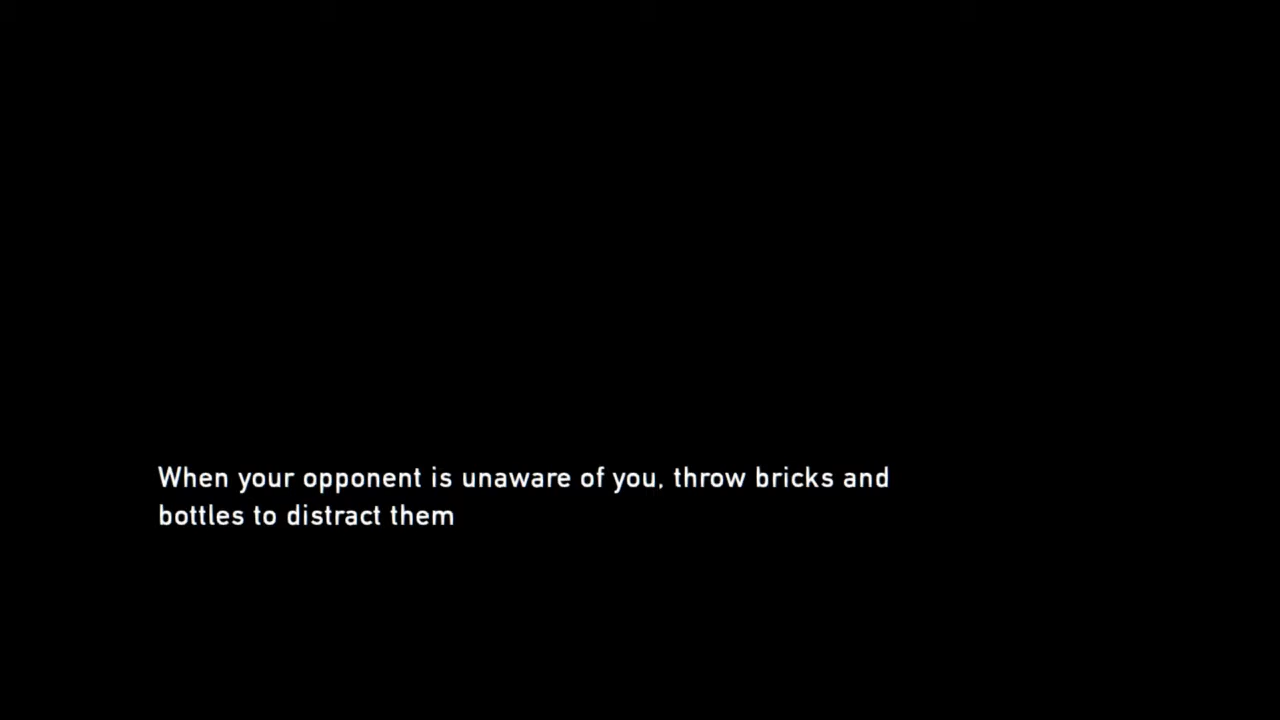 When your opponent is unaware of you, throw bricks and
bottles to distract them